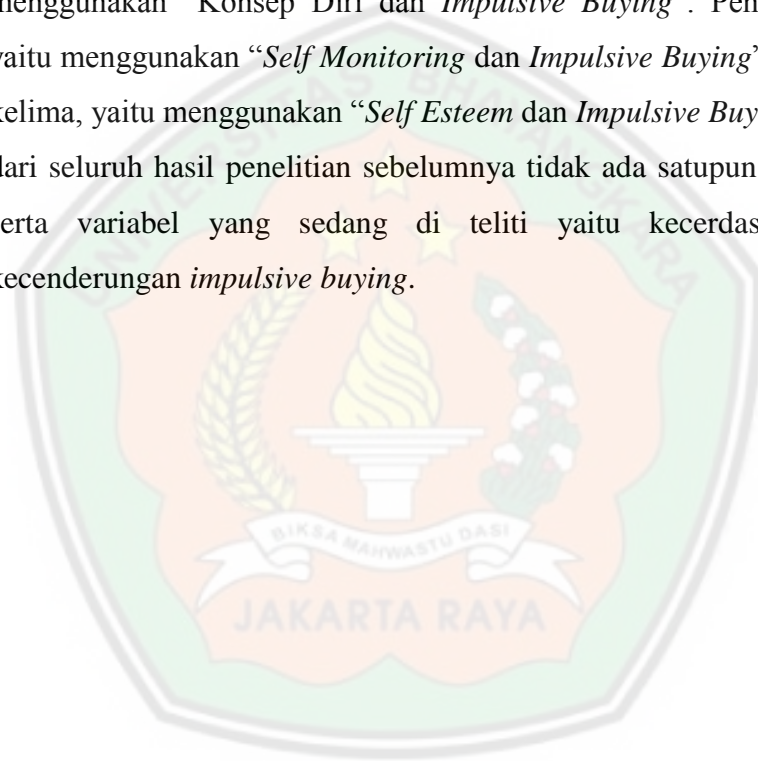 menggunakan "Konsep Diri dan Impulsive Buying". Pen
yaitu menggunakan "Self Monitoring dan Impulsive Buying"
kelima, yaitu menggunakan "Self Esteem dan Impulsive Buy
dari seluruh hasil penelitian sebelumnya tidak ada satupun
serta variabel yang sedang di teliti yaitu kecerdas
kecenderungan impulsive buying.
UNIVERSITAS BHAYANGKARA
BIKSA MAHWASTU DASI
JAKARTA RAYA